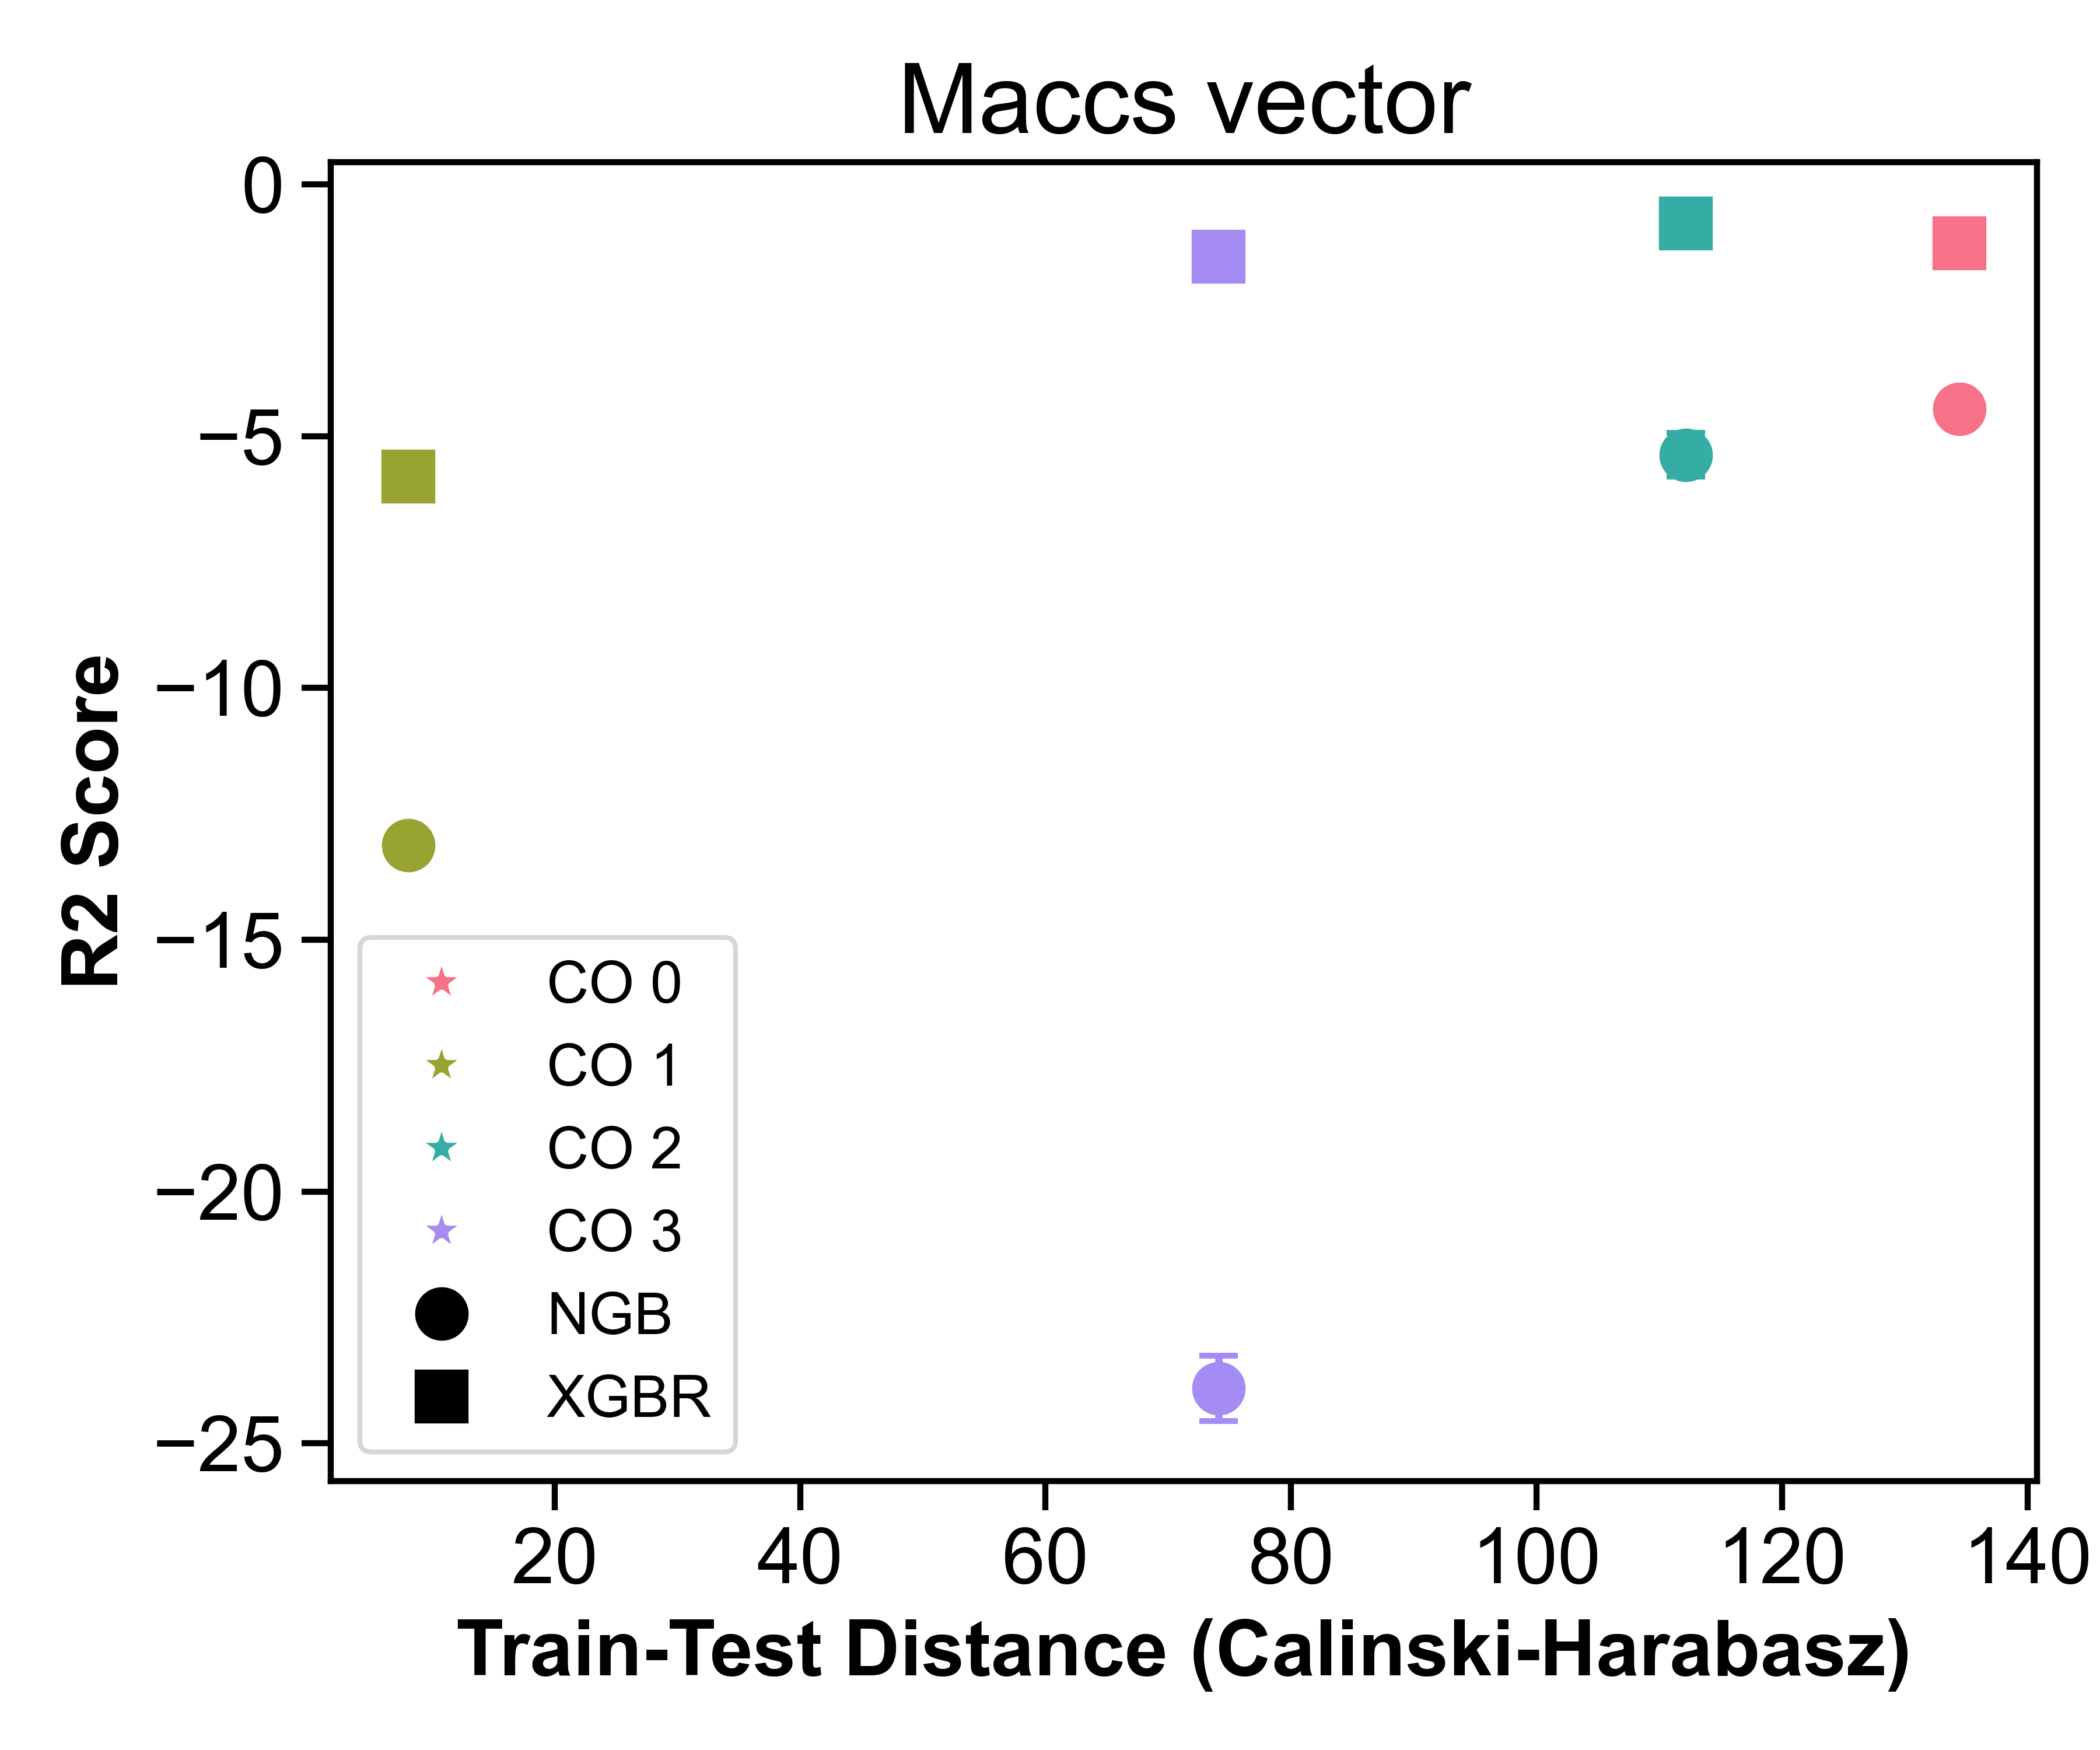 Maccs vector
R2 Score
0
−5
−10
−15
−20
−25
CO 0
CO 1
CO 2
CO 3
NGB
XGBR
20 40 60 80 100 120 140
Train-Test Distance (Calinski-Harabasz)